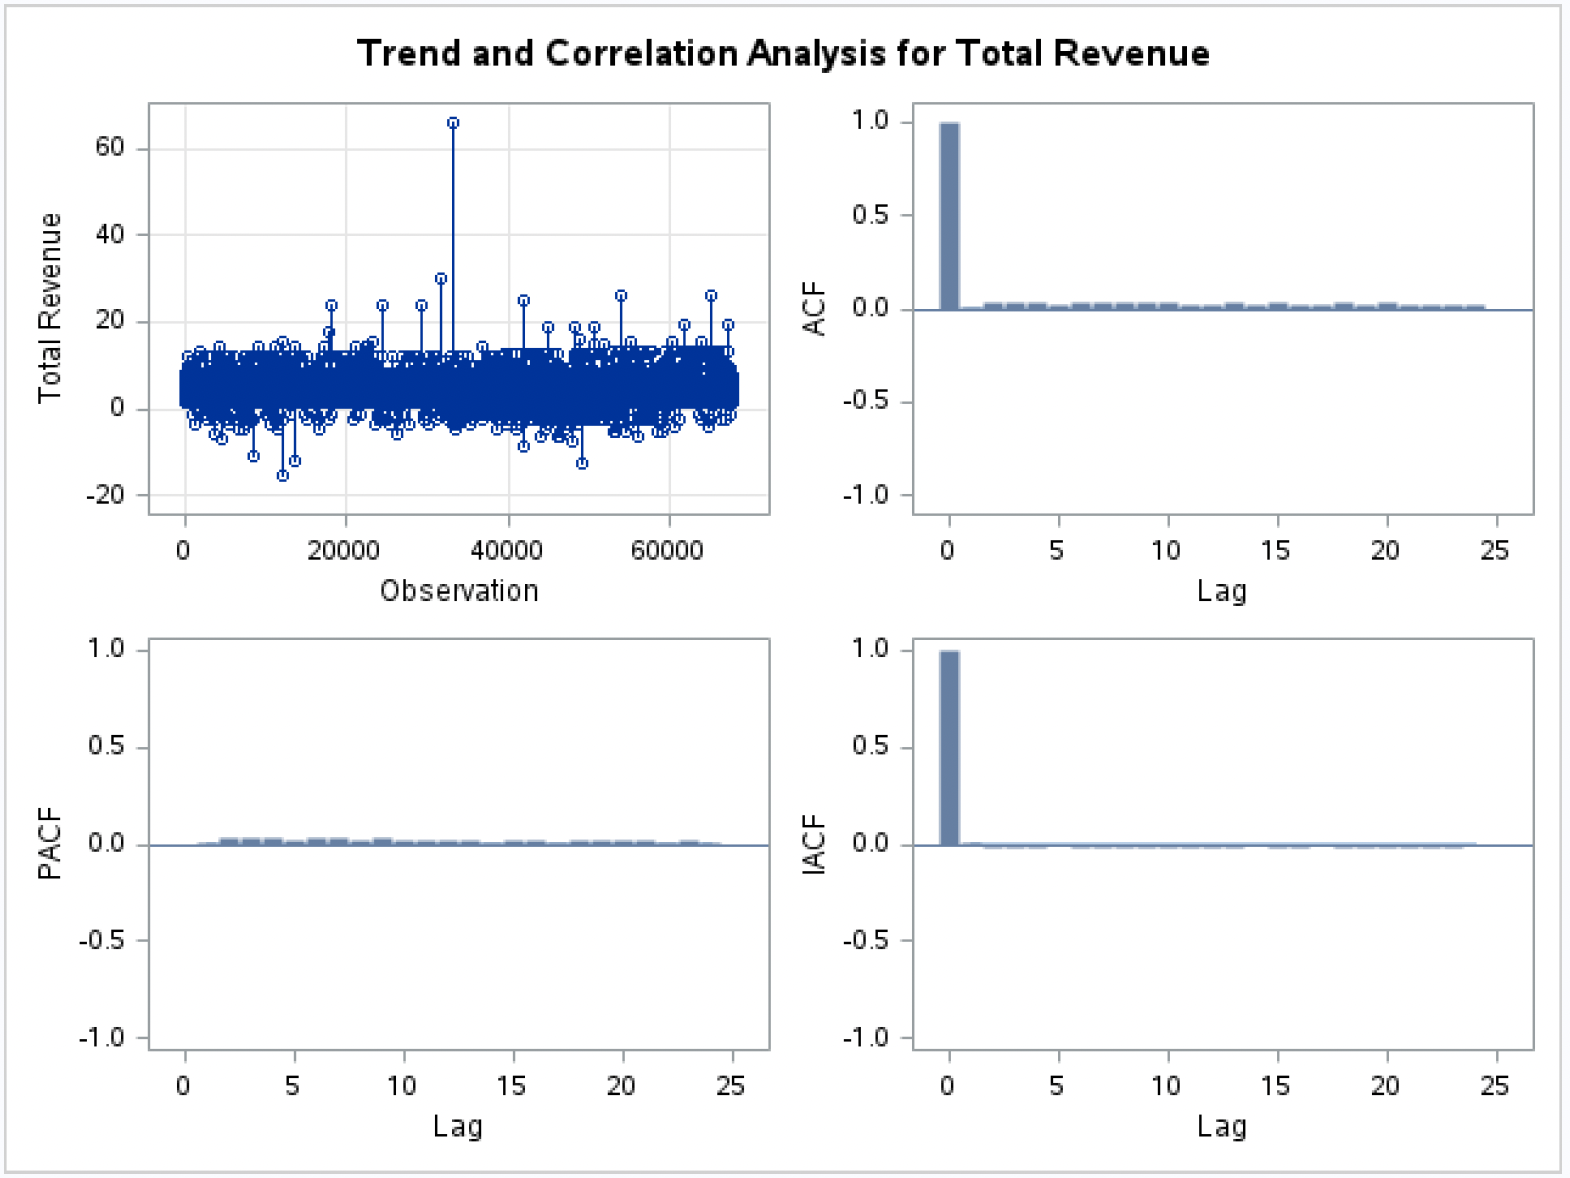 Trend and Correlation Analysis for Total Revenue
Total Revenue
60
40
20
0
-20
0 20000 40000 60000
Observation
ACF
1.0
0.5
0.0
-0.5
-1.0
0 5 10 15 20 25
Lag
PACF
1.0
0.5
0.0
-0.5
-1.0
0 5 10 15 20 25
Lag
IACF
1.0
0.5
0.0
-0.5
-1.0
0 5 10 15 20 25
Lag